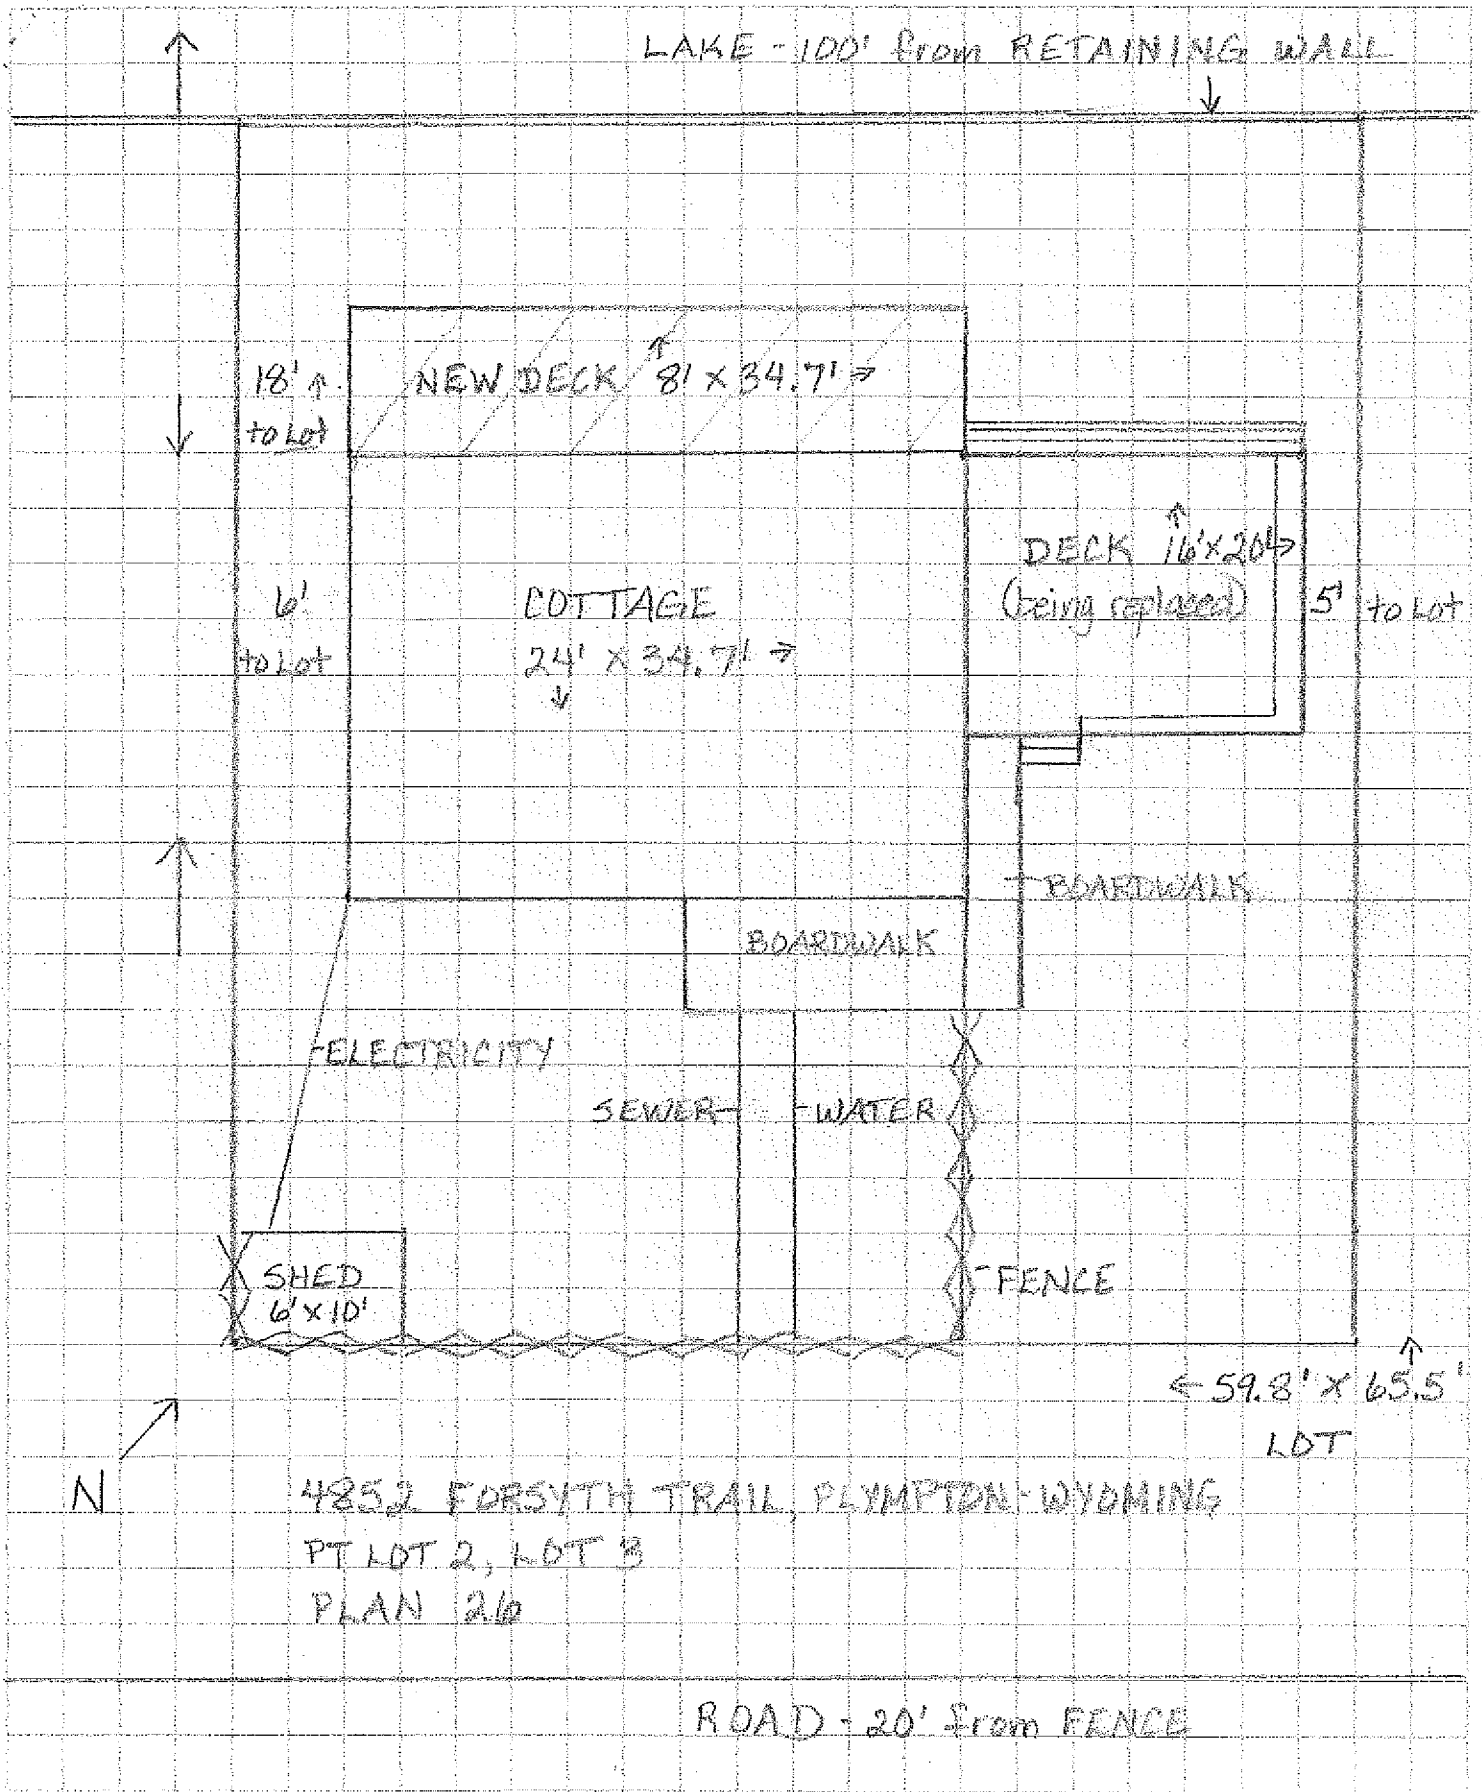 LAKE - 100' from RETAINING WALL
18'
to Lot
NEW DECK 8' X 34.7'
DECK 16' X 20'
(being replaced)
6'
to Lot
COTTAGE
24' X 34.7'
5' to Lot
BOARDWALK
BOARDWALK
ELECTRICITY
SEWER
WATER
SHED
6' X 10'
FENCE
59.8' X 65.5'
LOT
N
4852 FORSYTH TRAIL, PLYMPTON-WYOMING
PT LOT 2, LOT 3
PLAN 26
ROAD - 20' from FENCE